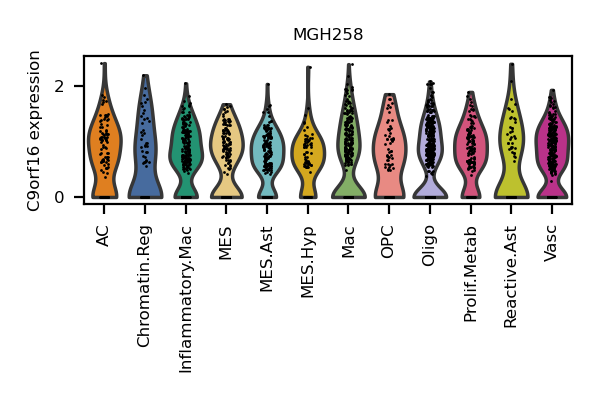 MGH258
C9orf16 expression
2
0
AC
Chromatin.Reg
Inflammatory.Mac
MES
MES.Ast
MES.Hyp
Mac
OPC
Oligo
Prolif.Metab
Reactive.Ast
Vasc